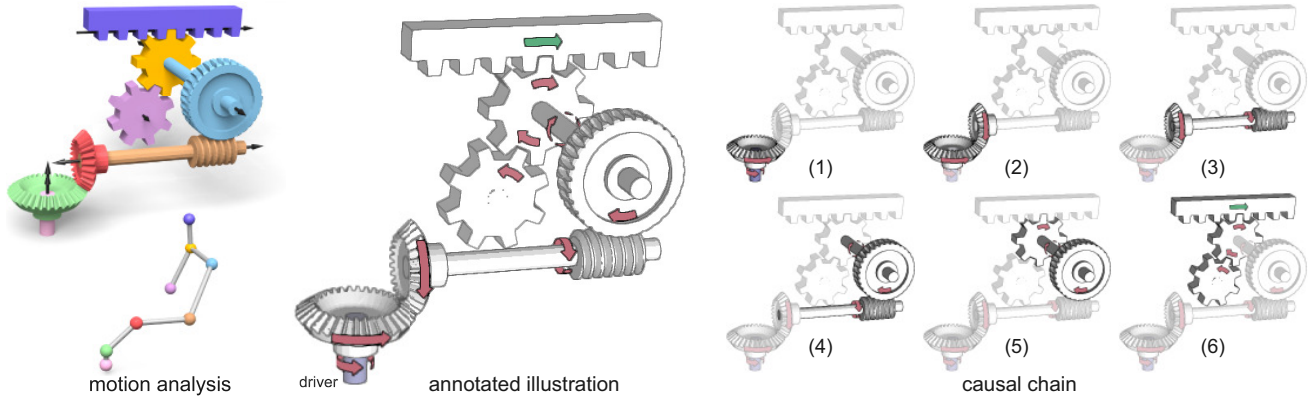 (1)
(2)
(3)
(4)
(5)
(6)
motion analysis
driver
annotated illustration
causal chain